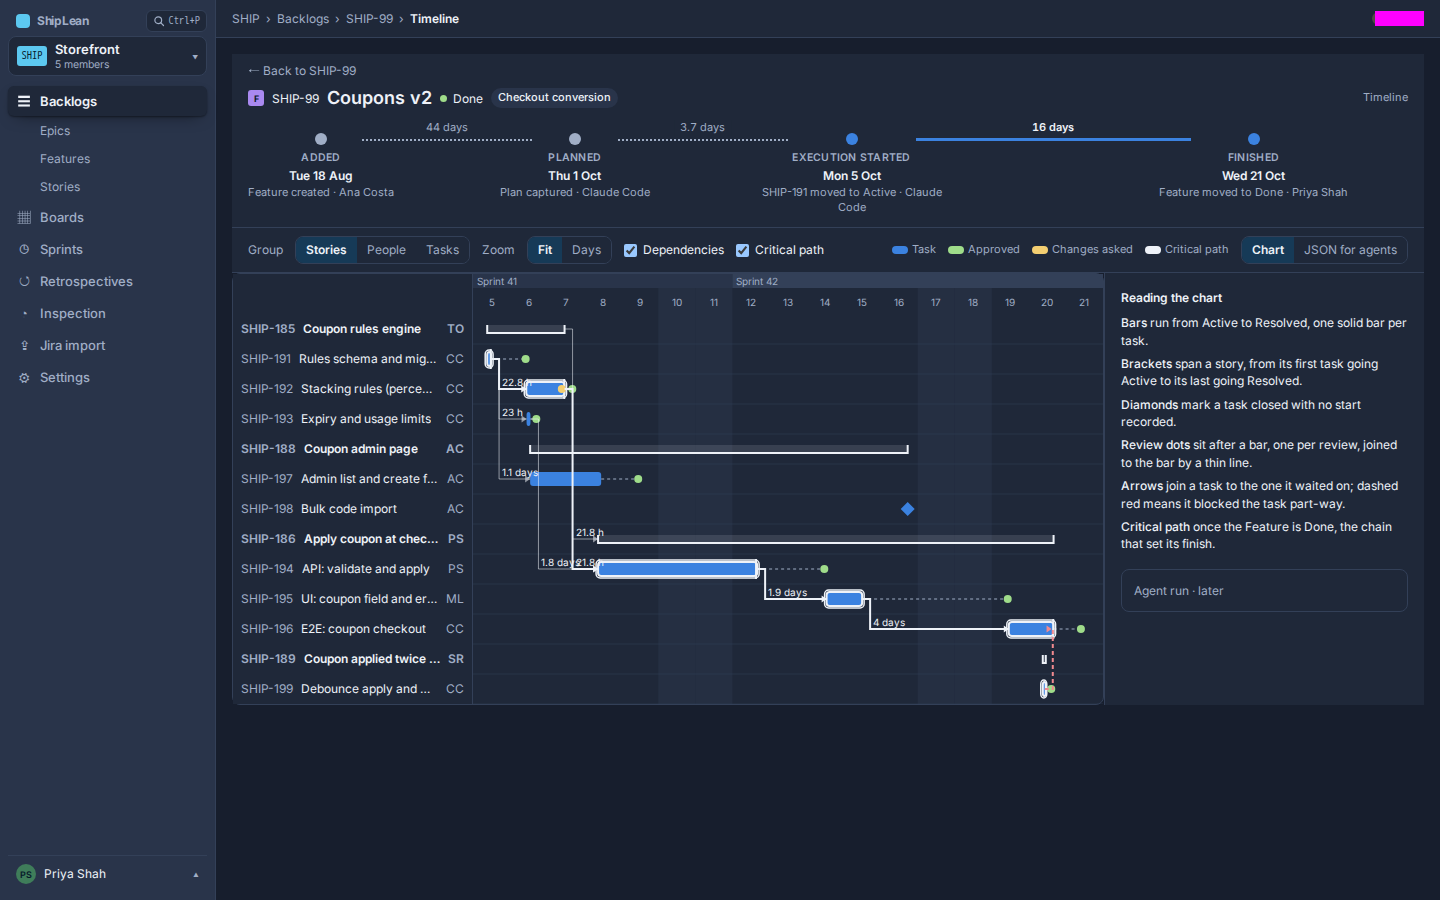 ShipLean
Ctrl+P
SHIP
Storefront
5 members
Backlogs
Epics
Features
Stories
Boards
Sprints
Retrospectives
Inspection
Jira import
Settings
PS Priya Shah
SHIP › Backlogs › SHIP-99 › Timeline
← Back to SHIP-99
F SHIP-99 Coupons v2 Done Checkout conversion
Timeline
44 days
3.7 days
16 days
ADDED
Tue 18 Aug
Feature created · Ana Costa
PLANNED
Thu 1 Oct
Plan captured · Claude Code
EXECUTION STARTED
Mon 5 Oct
SHIP-191 moved to Active · Claude
Code
FINISHED
Wed 21 Oct
Feature moved to Done · Priya Shah
Group Stories People Tasks Zoom Fit Days Dependencies Critical path
Task Approved Changes asked Critical path Chart JSON for agents
Sprint 41 Sprint 42
5 6 7 8 9 10 11 12 13 14 15 16 17 18 19 20 21
SHIP-185 Coupon rules engine TO
SHIP-191 Rules schema and mig... CC
SHIP-192 Stacking rules (perce... CC
22.8 h
SHIP-193 Expiry and usage limits CC
23 h
SHIP-188 Coupon admin page AC
SHIP-197 Admin list and create f... AC
1.1 days
SHIP-198 Bulk code import AC
SHIP-186 Apply coupon at chec... PS
21.8 h
SHIP-194 API: validate and apply PS
1.8 days
21.8 h
SHIP-195 UI: coupon field and er... ML
1.9 days
SHIP-196 E2E: coupon checkout CC
4 days
SHIP-189 Coupon applied twice ... SR
SHIP-199 Debounce apply and ... CC
Reading the chart
Bars run from Active to Resolved, one solid bar per
task.
Brackets span a story, from its first task going
Active to its last going Resolved.
Diamonds mark a task closed with no start
recorded.
Review dots sit after a bar, one per review, joined
to the bar by a thin line.
Arrows join a task to the one it waited on; dashed
red means it blocked the task part-way.
Critical path once the Feature is Done, the chain
that set its finish.
Agent run · later